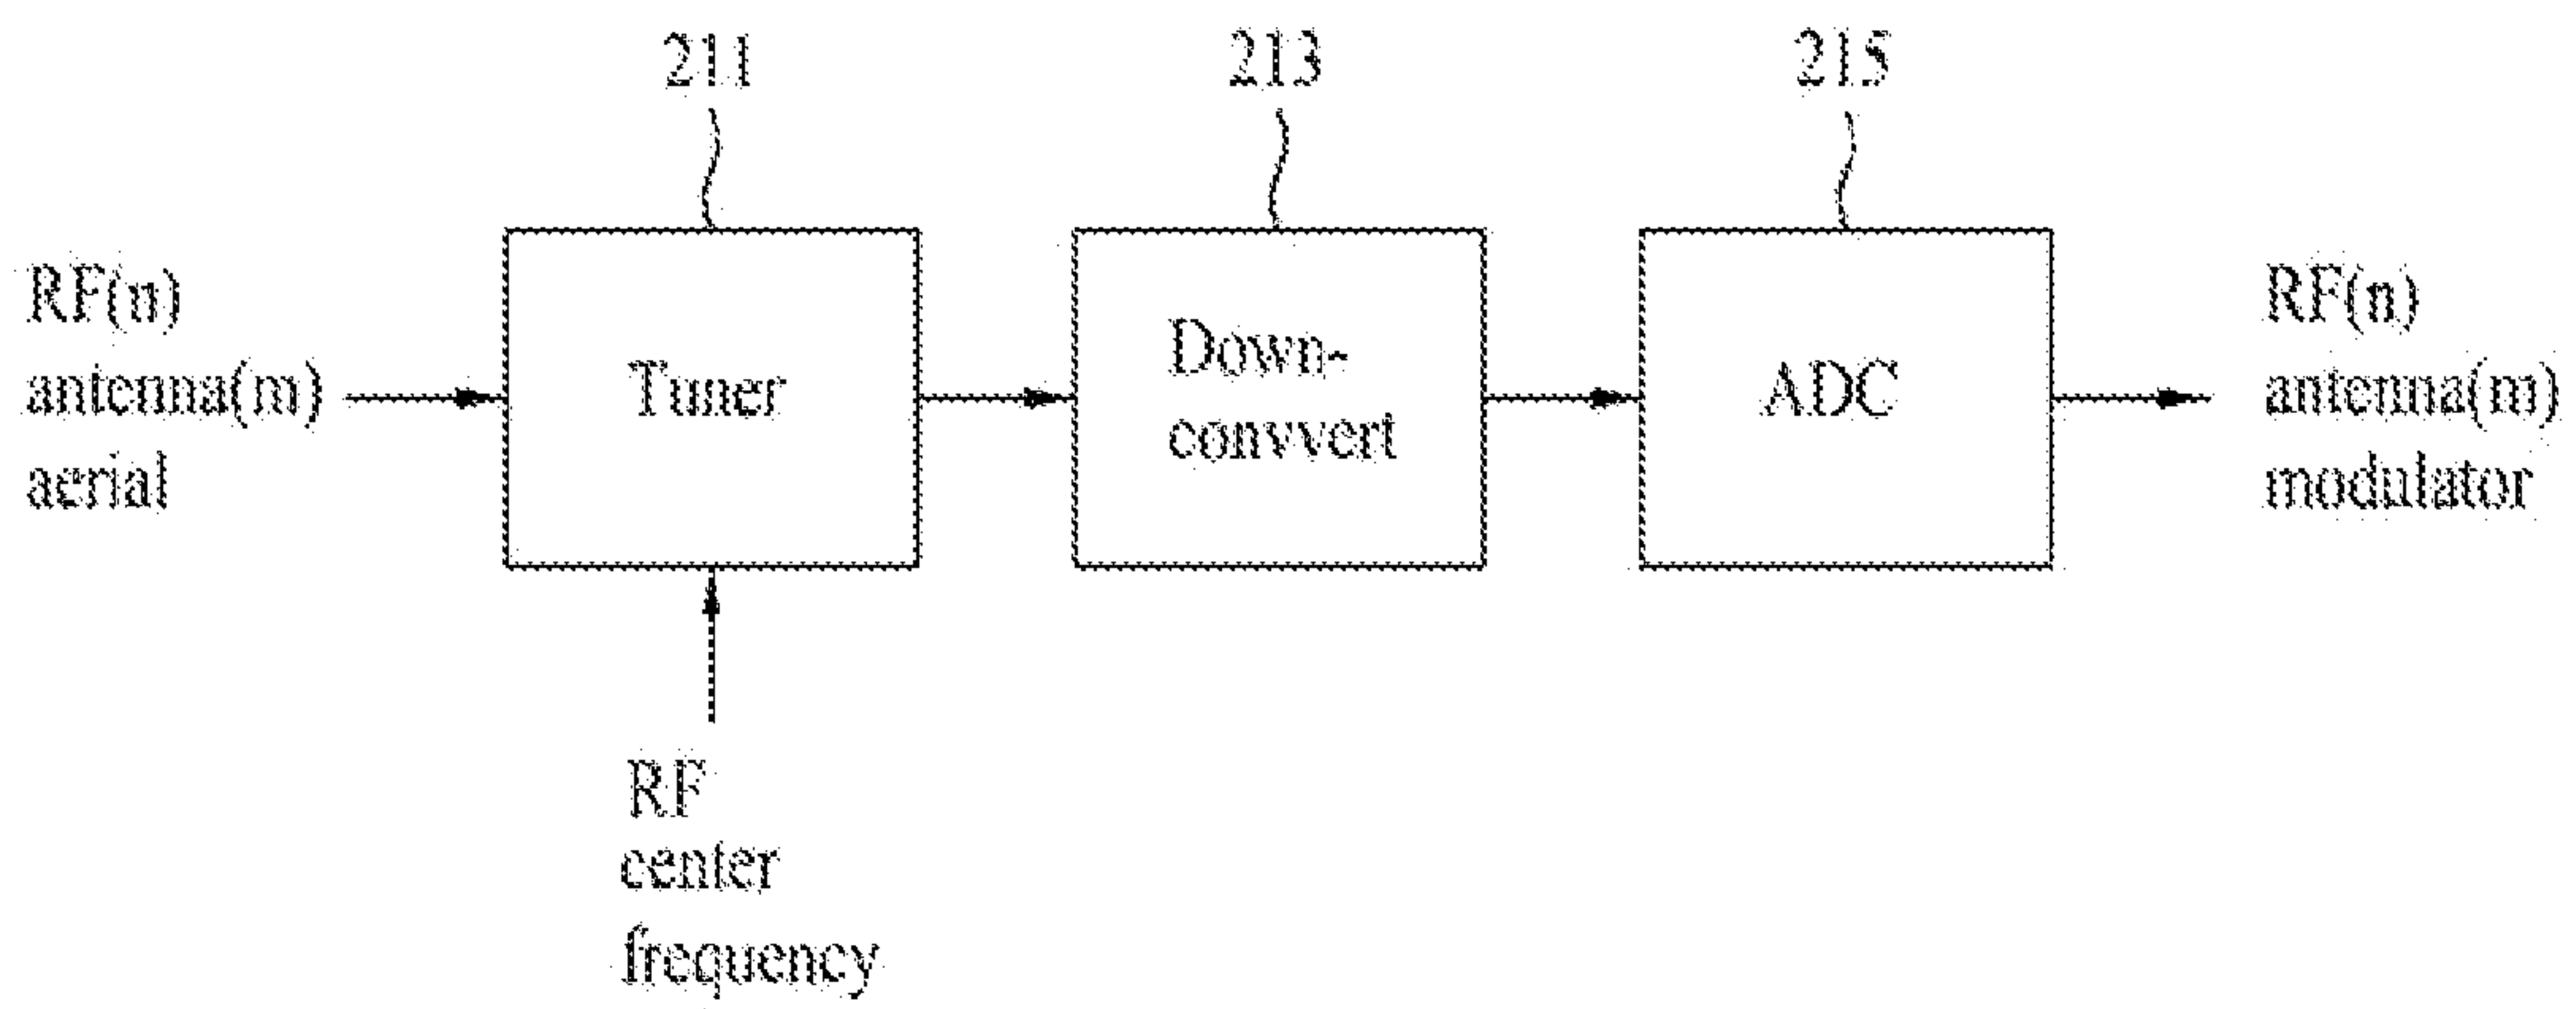 211
213
215
RF(n)
antenna(m)
aerial
Tuner
Down-
convvert
ADC
RF(n)
antenna(m)
modulator
RF
center
frequency